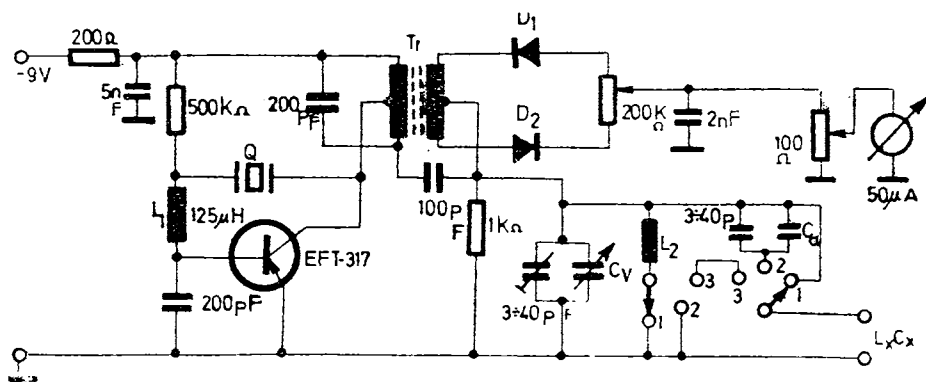 200Ω
-9V
5n
F
500KΩ
200
PF
Tr
D1
D2
200K
Ω
2nF
100
Ω
50µA
Q
L1
125µH
EFT-317
200pF
100P
F
1KΩ
3÷40P
F
CV
L2
1
2
3
3
3÷40P
2
1
LxCx